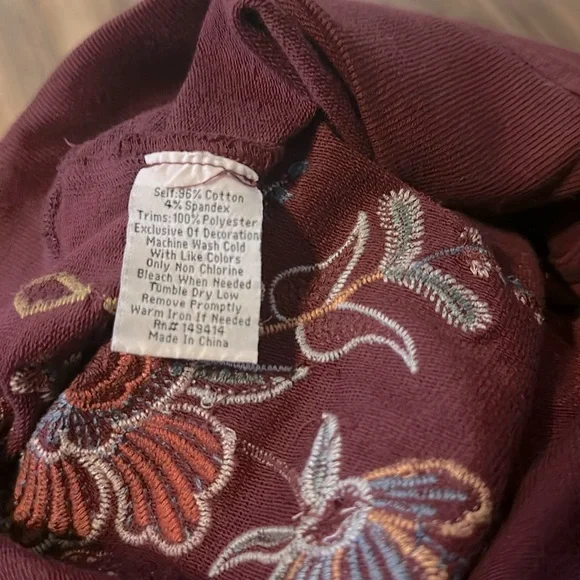 Self:96% Cotton
4% Spandex
Trims:100% Polyester
Exclusive Of Decoration
Machine Wash Cold
With Like Colors
Only Non Chlorine
Bleach When Needed
Tumble Dry Low
Remove Promptly
Warm Iron If Needed
Rn# 149414
Made In China